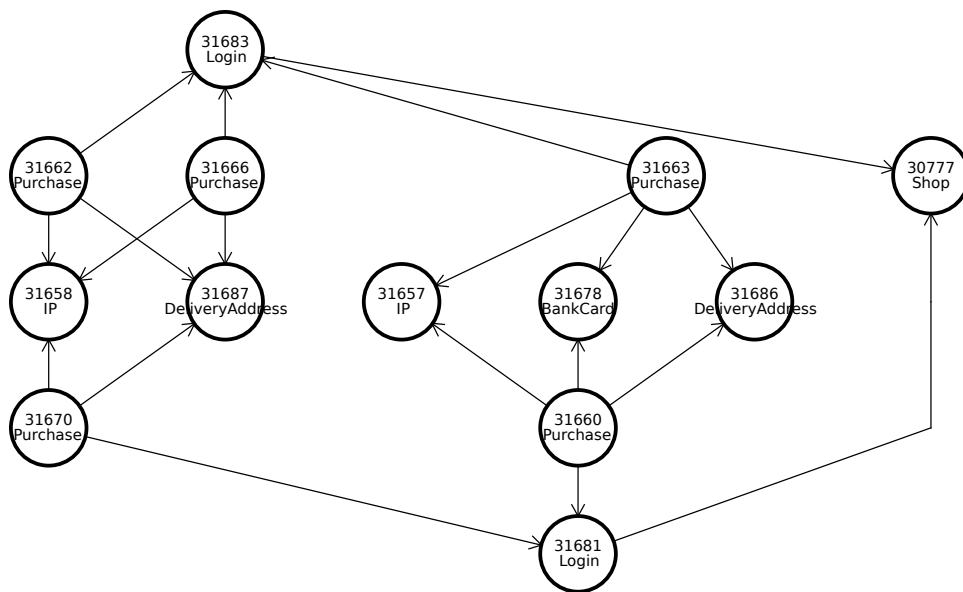 31683
Login
31662
Purchase
31666
Purchase
31663
Purchase
30777
Shop
31658
IP
31687
DeliveryAddress
31657
IP
31678
BankCard
31686
DeliveryAddress
31670
Purchase
31660
Purchase
31681
Login